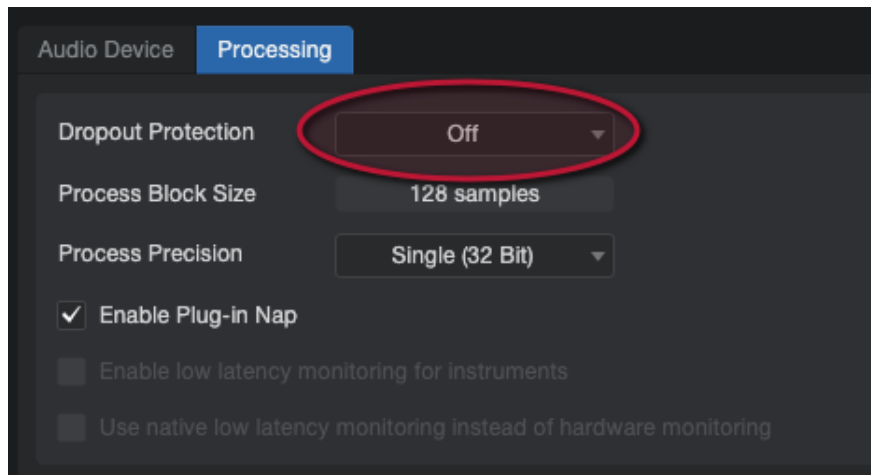 Audio Device Processing
Dropout Protection Off
Process Block Size 128 samples
Process Precision Single (32 Bit)
Enable Plug-in Nap
Enable low latency monitoring for instruments
Use native low latency monitoring instead of hardware monitoring